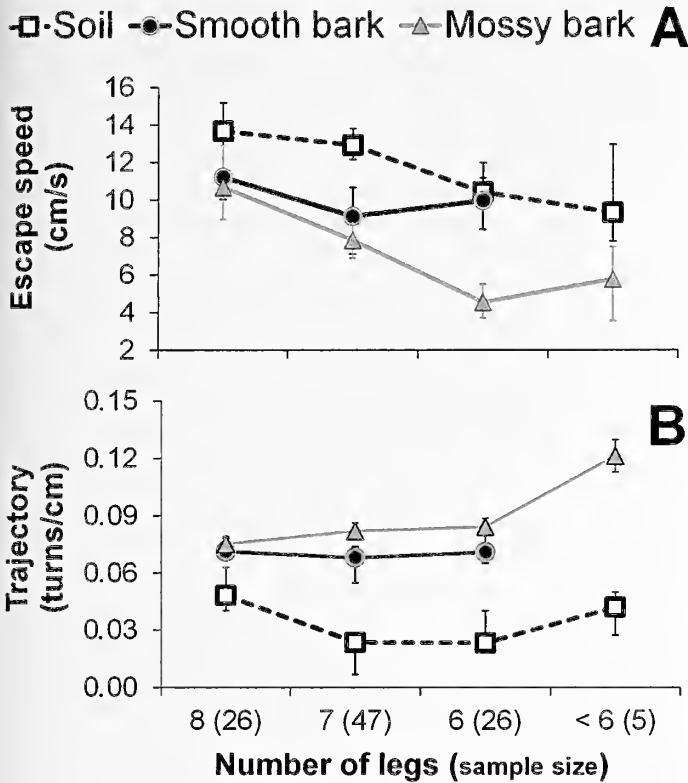 Soil Smooth bark Mossy bark A
16
14
12
10
8
6
4
2
Escape speed
(cm/s)
B
0.15
0.12
0.09
0.06
0.03
0.00
Trajectory
(turns/cm)
8 (26) 7 (47) 6 (26) < 6 (5)
Number of legs (sample size)